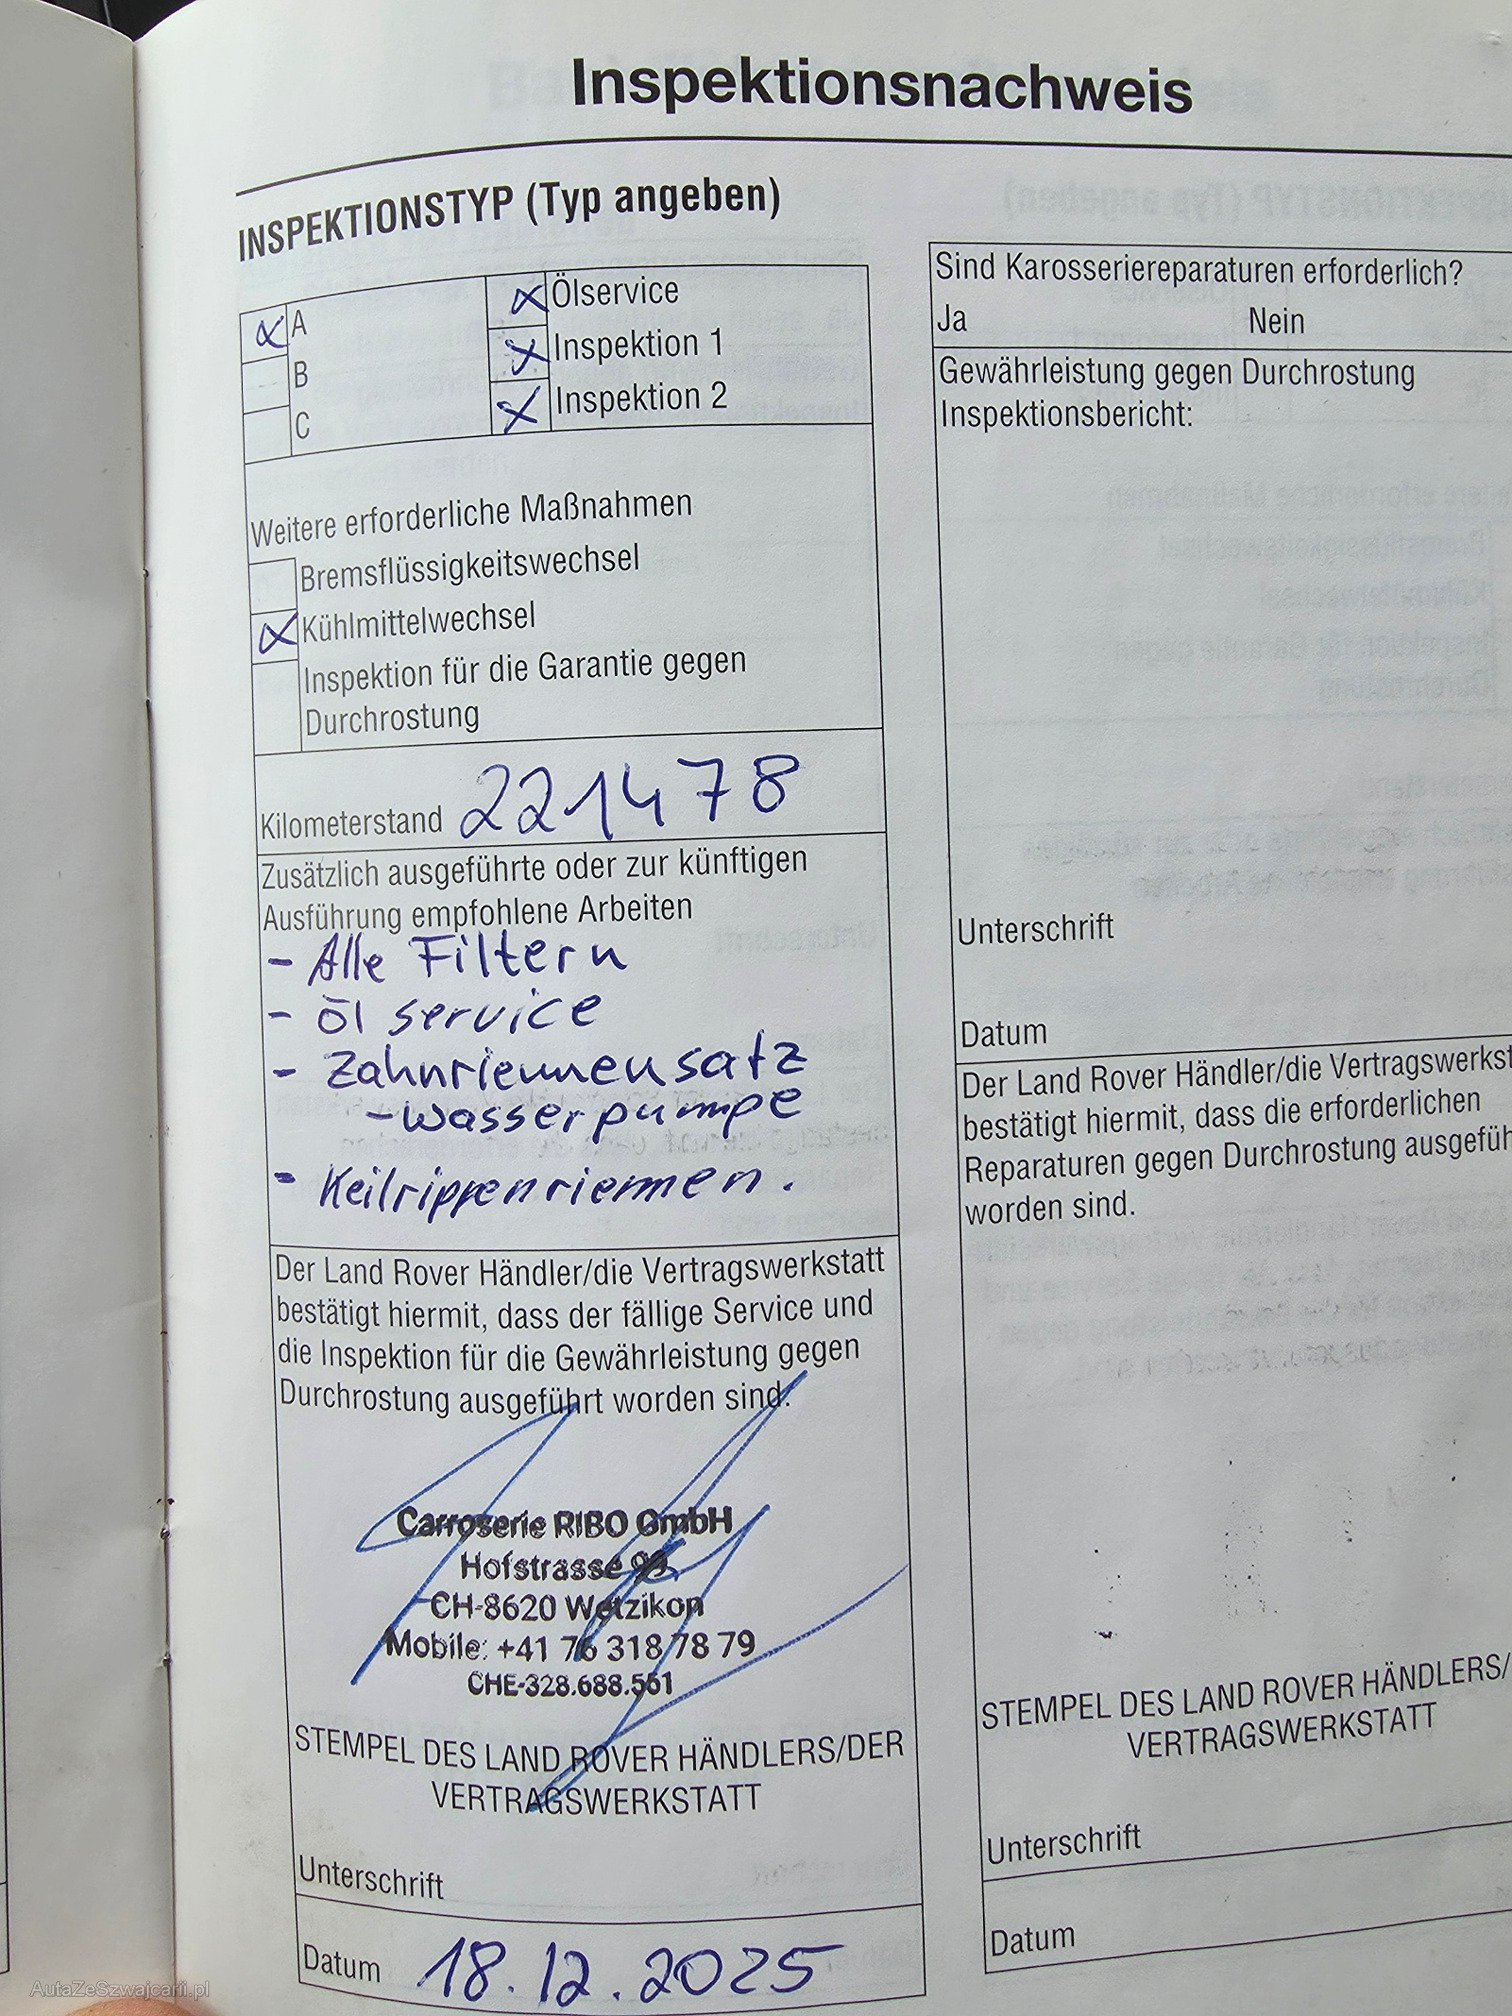 Inspektionsnachweis
INSPEKTIONSTYP (Typ angeben)
A
B
C
Ölservice
Inspektion 1
Inspektion 2
Weitere erforderliche Maßnahmen
Bremsflüssigkeitswechsel
Kühlmittelwechsel
Inspektion für die Garantie gegen
Durchrostung
Kilometerstand 221478
Zusätzlich ausgeführte oder zur künftigen
Ausführung empfohlene Arbeiten
- Alle Filtern
- öl service
- Zahnriemensatz
- wasserpumpe
- Keilrippenriemen.
Der Land Rover Händler/die Vertragswerkstatt
bestätigt hiermit, dass der fällige Service und
die Inspektion für die Gewährleistung gegen
Durchrostung ausgeführt worden sind.
Carroserie RIBO GmbH
Hofstrasse
CH-8620 Wetzikon
Mobile: +41 76 318 78 79
CHE-328.688.561
STEMPEL DES LAND ROVER HÄNDLERS/DER
VERTRAGSWERKSTATT
Unterschrift
Datum 18.12.2025
Sind Karosseriereparaturen erforderlich?
Ja Nein
Gewährleistung gegen Durchrostung
Inspektionsbericht:
Unterschrift
Datum
Der Land Rover Händler/die Vertragswerkst
bestätigt hiermit, dass die erforderlichen
Reparaturen gegen Durchrostung ausgefüh
worden sind.
STEMPEL DES LAND ROVER HÄNDLERS/
VERTRAGSWERKSTATT
Unterschrift
Datum
AutaZeSzwajcarii.pl